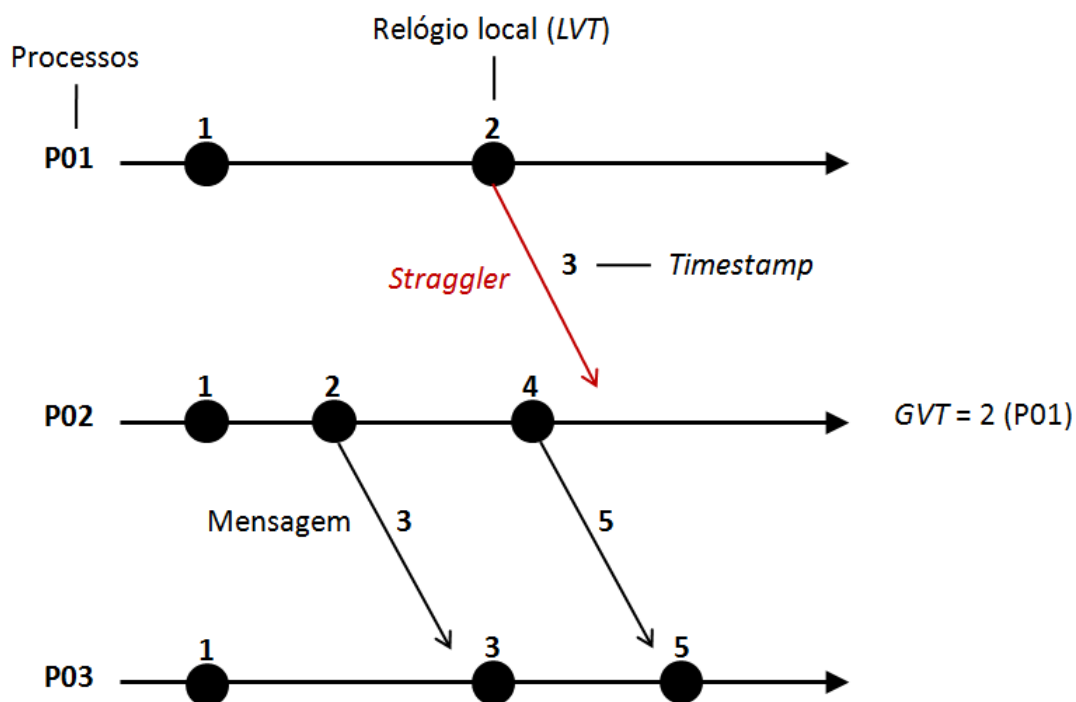 Relógio local (LVT)
Processos
1
2
P01
Straggler
3
Timestamp
1
2
4
P02
GVT = 2 (P01)
Mensagem
3
5
1
3
5
P03